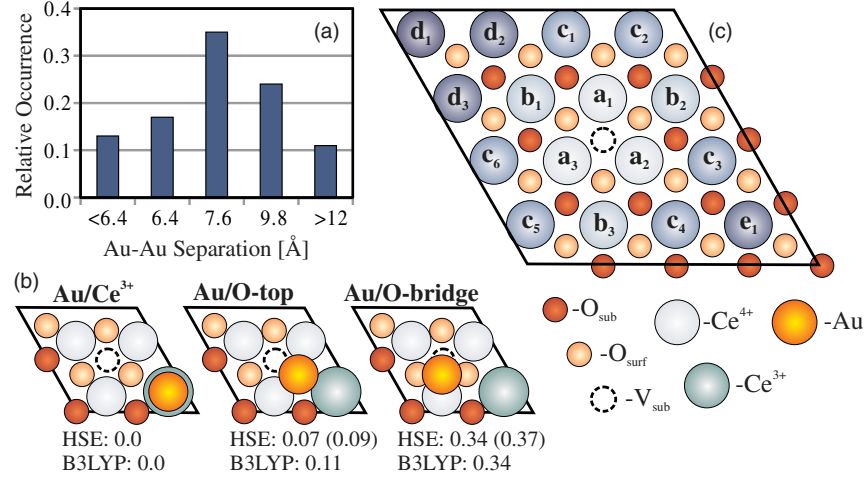 (a)
Relative Occurrence
0.4
0.3
0.2
0.1
0.0
<6.4 6.4 7.6 9.8 >12
Au-Au Separation [Å]
(b)
Au/Ce³⁺ Au/O-top Au/O-bridge
HSE: 0.0 HSE: 0.07 (0.09) HSE: 0.34 (0.37)
B3LYP: 0.0 B3LYP: 0.11 B3LYP: 0.34
(c)
d₁ d₂ c₁ c₂
d₃ b₁ a₁ b₂
c₆ a₃ a₂ c₃
c₅ b₃ c₄ e₁
-O_sub -Ce⁴⁺ -Au
-O_surf
-V_sub -Ce³⁺